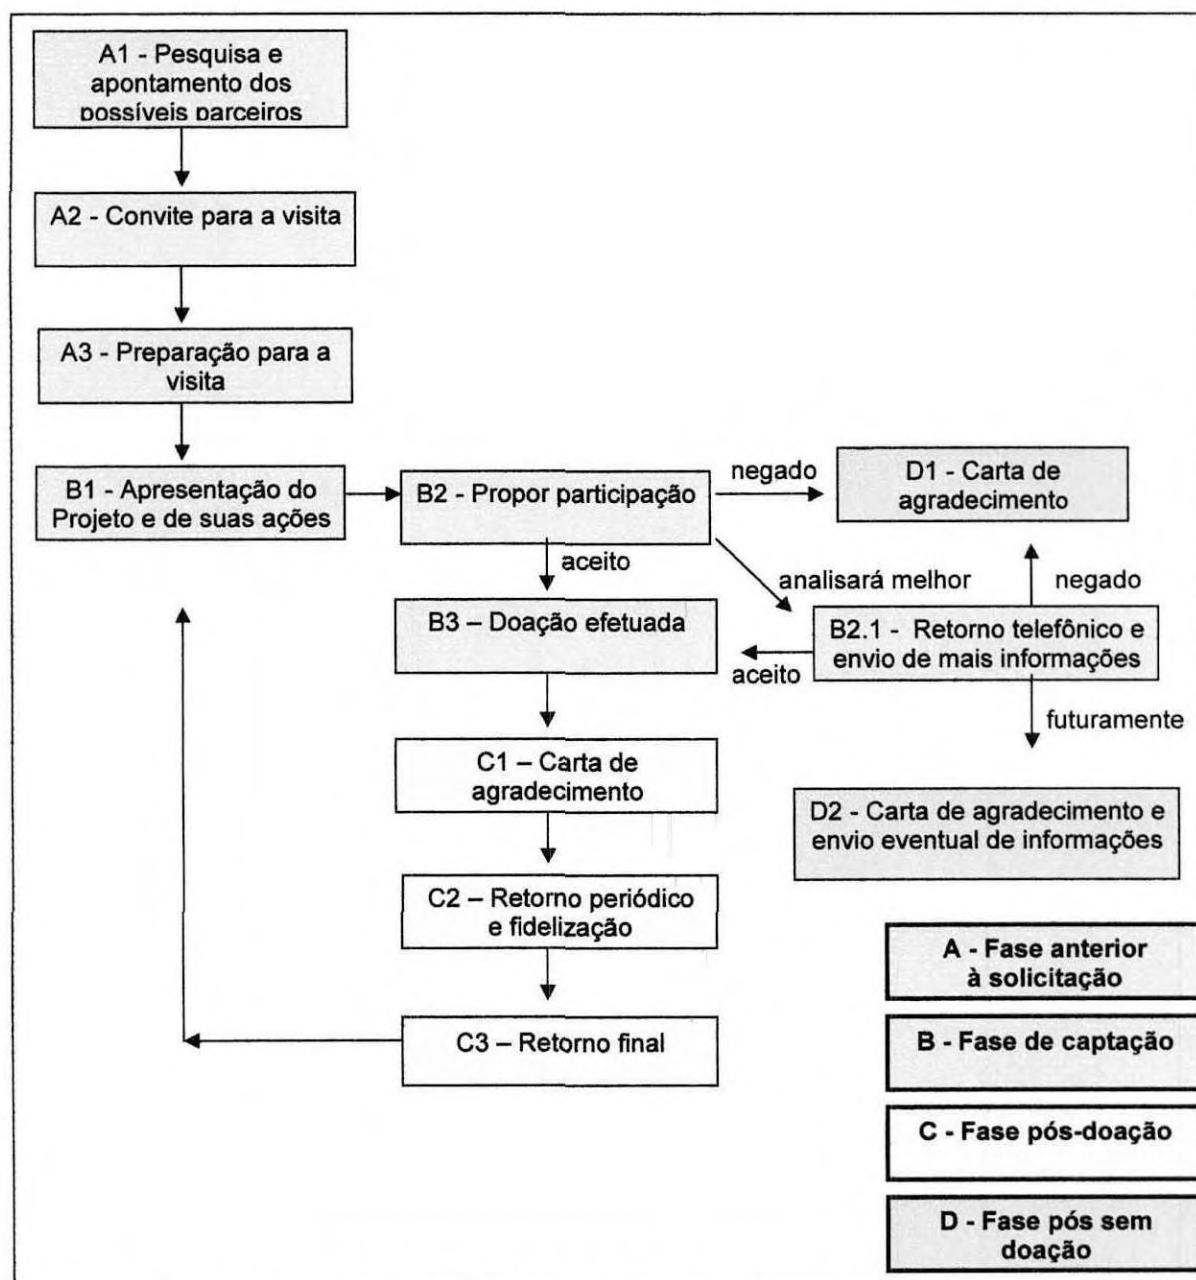 A1 - Pesquisa e
apontamento dos
possíveis parceiros
A2 - Convite para a visita
A3 - Preparação para a
visita
B1 - Apresentação do
Projeto e de suas ações
B2 - Propor participação
negado
D1 - Carta de
agradecimento
aceito
analisará melhor
negado
B3 – Doação efetuada
aceito
B2.1 - Retorno telefônico e
envio de mais informações
futuramente
C1 – Carta de
agradecimento
D2 - Carta de agradecimento e
envio eventual de informações
C2 – Retorno periódico
e fidelização
C3 – Retorno final
A - Fase anterior
à solicitação
B - Fase de captação
C - Fase pós-doação
D - Fase pós sem
doação